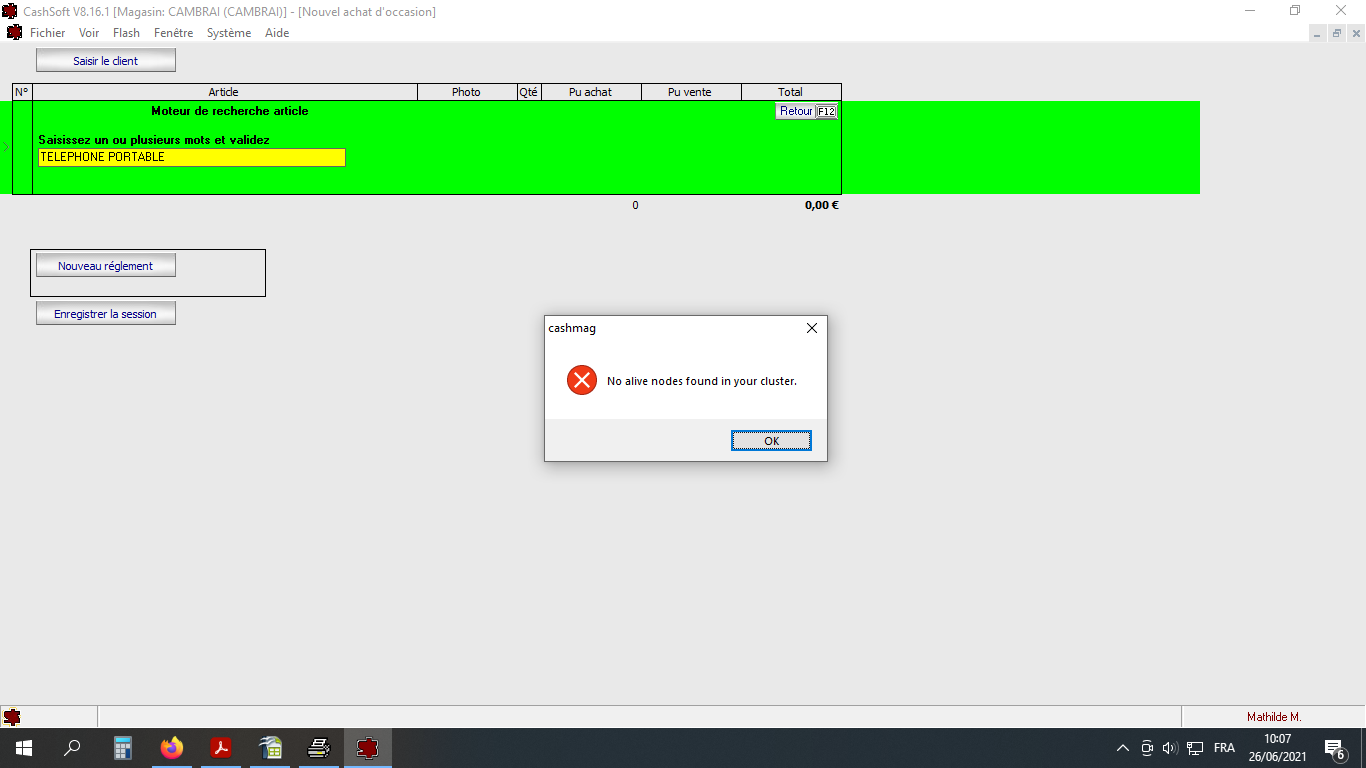 CashSoft V8.16.1 [Magasin: CAMBRAI (CAMBRAI)] - [Nouvel achat d'occasion]
Fichier Voir Flash Fenêtre Système Aide
Saisir le client
N° Article Photo Qté Pu achat Pu vente Total
Moteur de recherche article Retour F12
Saisissez un ou plusieurs mots et validez
TELEPHONE PORTABLE
0 0,00 €
Nouveau réglement
Enregistrer la session
cashmag
No alive nodes found in your cluster.
OK
Mathilde M.
FRA
10:07
26/06/2021
6